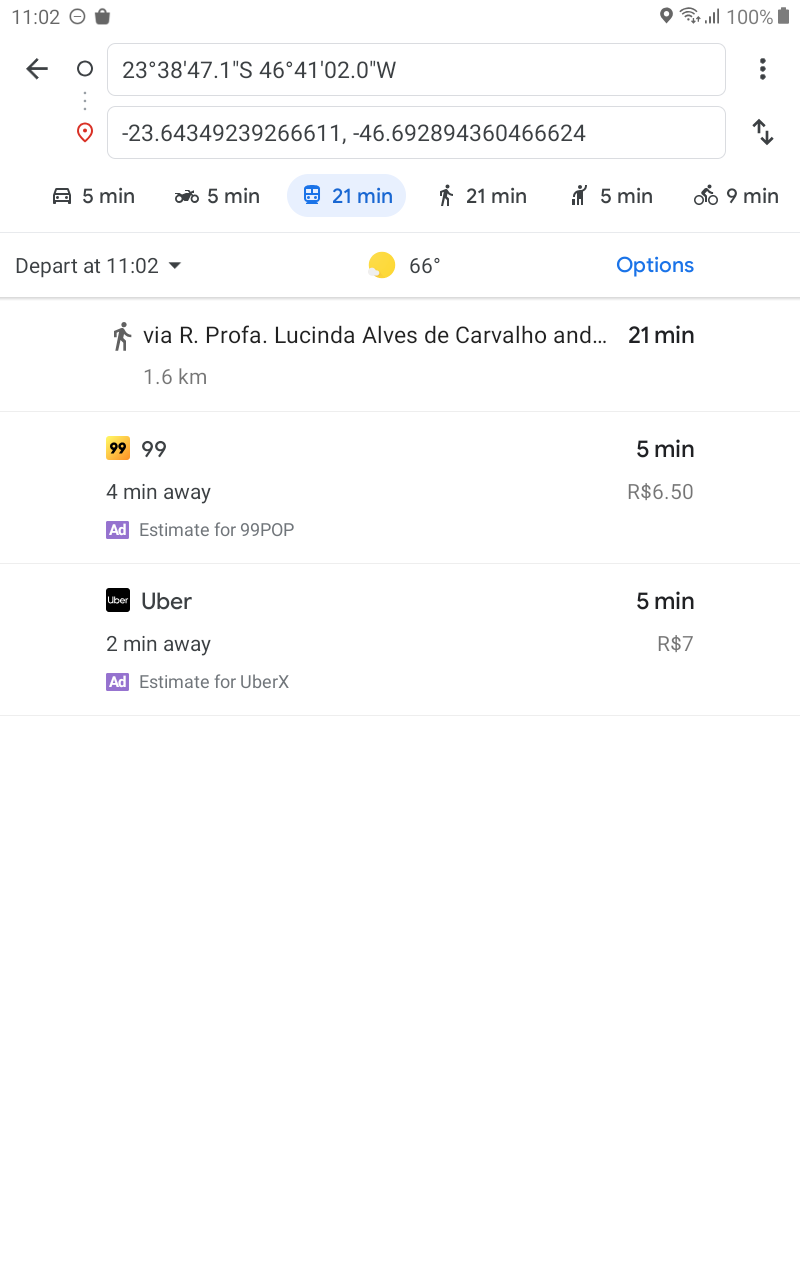 11:02 100%
23°38'47.1"S 46°41'02.0"W
-23.64349239266611, -46.692894360466624
5 min 5 min 21 min 21 min 5 min 9 min
Depart at 11:02 66° Options
via R. Profa. Lucinda Alves de Carvalho and... 21 min
1.6 km
99 99 5 min
4 min away R$6.50
Ad Estimate for 99POP
Uber Uber 5 min
2 min away R$7
Ad Estimate for UberX